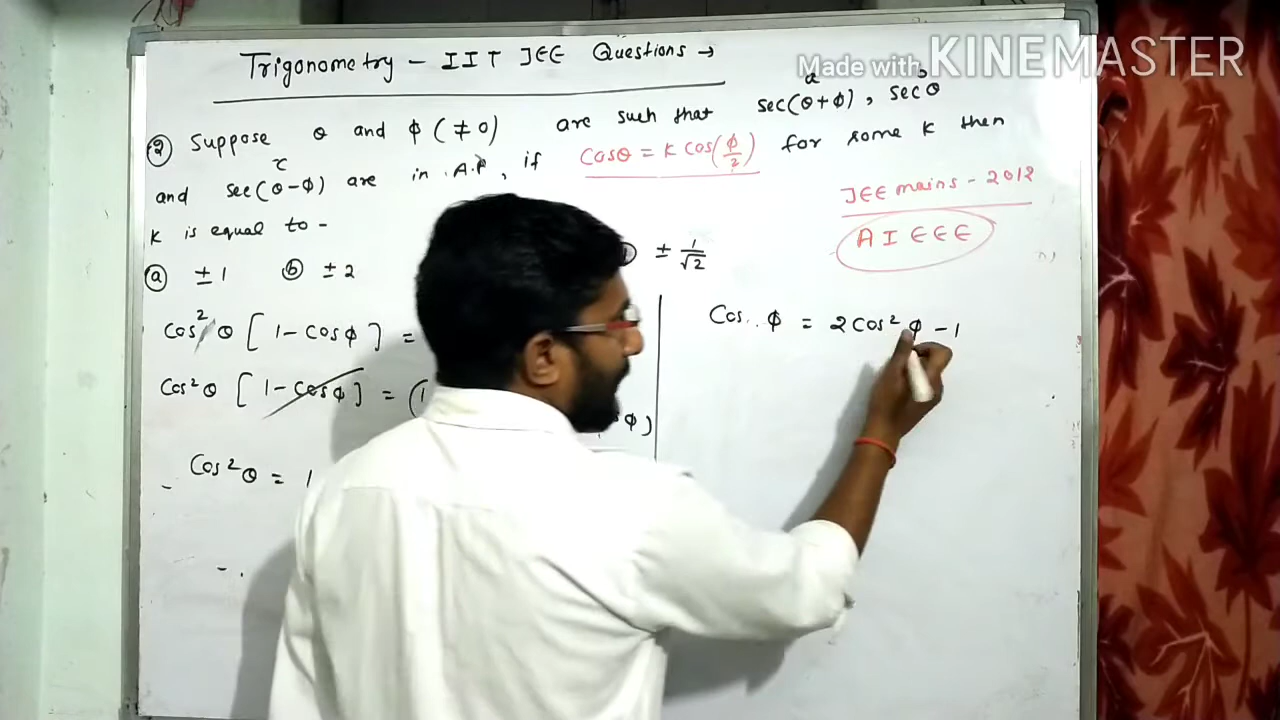 Made with KINEMASTER
Trigonometry - IIT JEE Questions →
② Suppose θ and ϕ (≠0) are such that sec(θ+ϕ), secθ
a
and sec(θ-ϕ) are in A.P, if Cosθ = K cos(ϕ/2) for some K then
x
K is equal to -
JEE mains - 2012
AIEEE
ⓐ ±1 ⓑ ±2 ± 1/√2
Cos²θ [1-cosϕ] =
Cos²θ [1-cosϕ] = (1
ϕ)
Cos²θ = 1
Cos ϕ = 2cos²ϕ -1